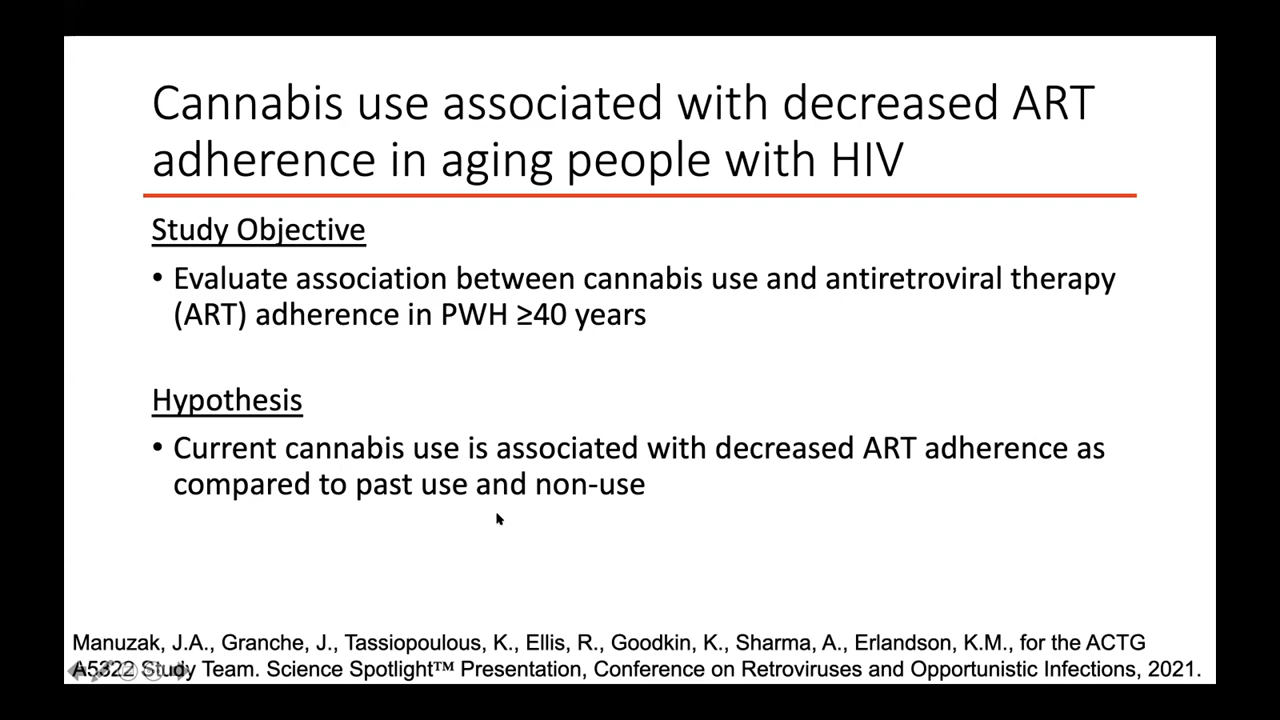 Cannabis use associated with decreased ART
adherence in aging people with HIV
Study Objective
• Evaluate association between cannabis use and antiretroviral therapy
(ART) adherence in PWH ≥40 years
Hypothesis
• Current cannabis use is associated with decreased ART adherence as
compared to past use and non-use
Manuzak, J.A., Granche, J., Tassiopoulous, K., Ellis, R., Goodkin, K., Sharma, A., Erlandson, K.M., for the ACTG
A5322 Study Team. Science Spotlight™ Presentation, Conference on Retroviruses and Opportunistic Infections, 2021.